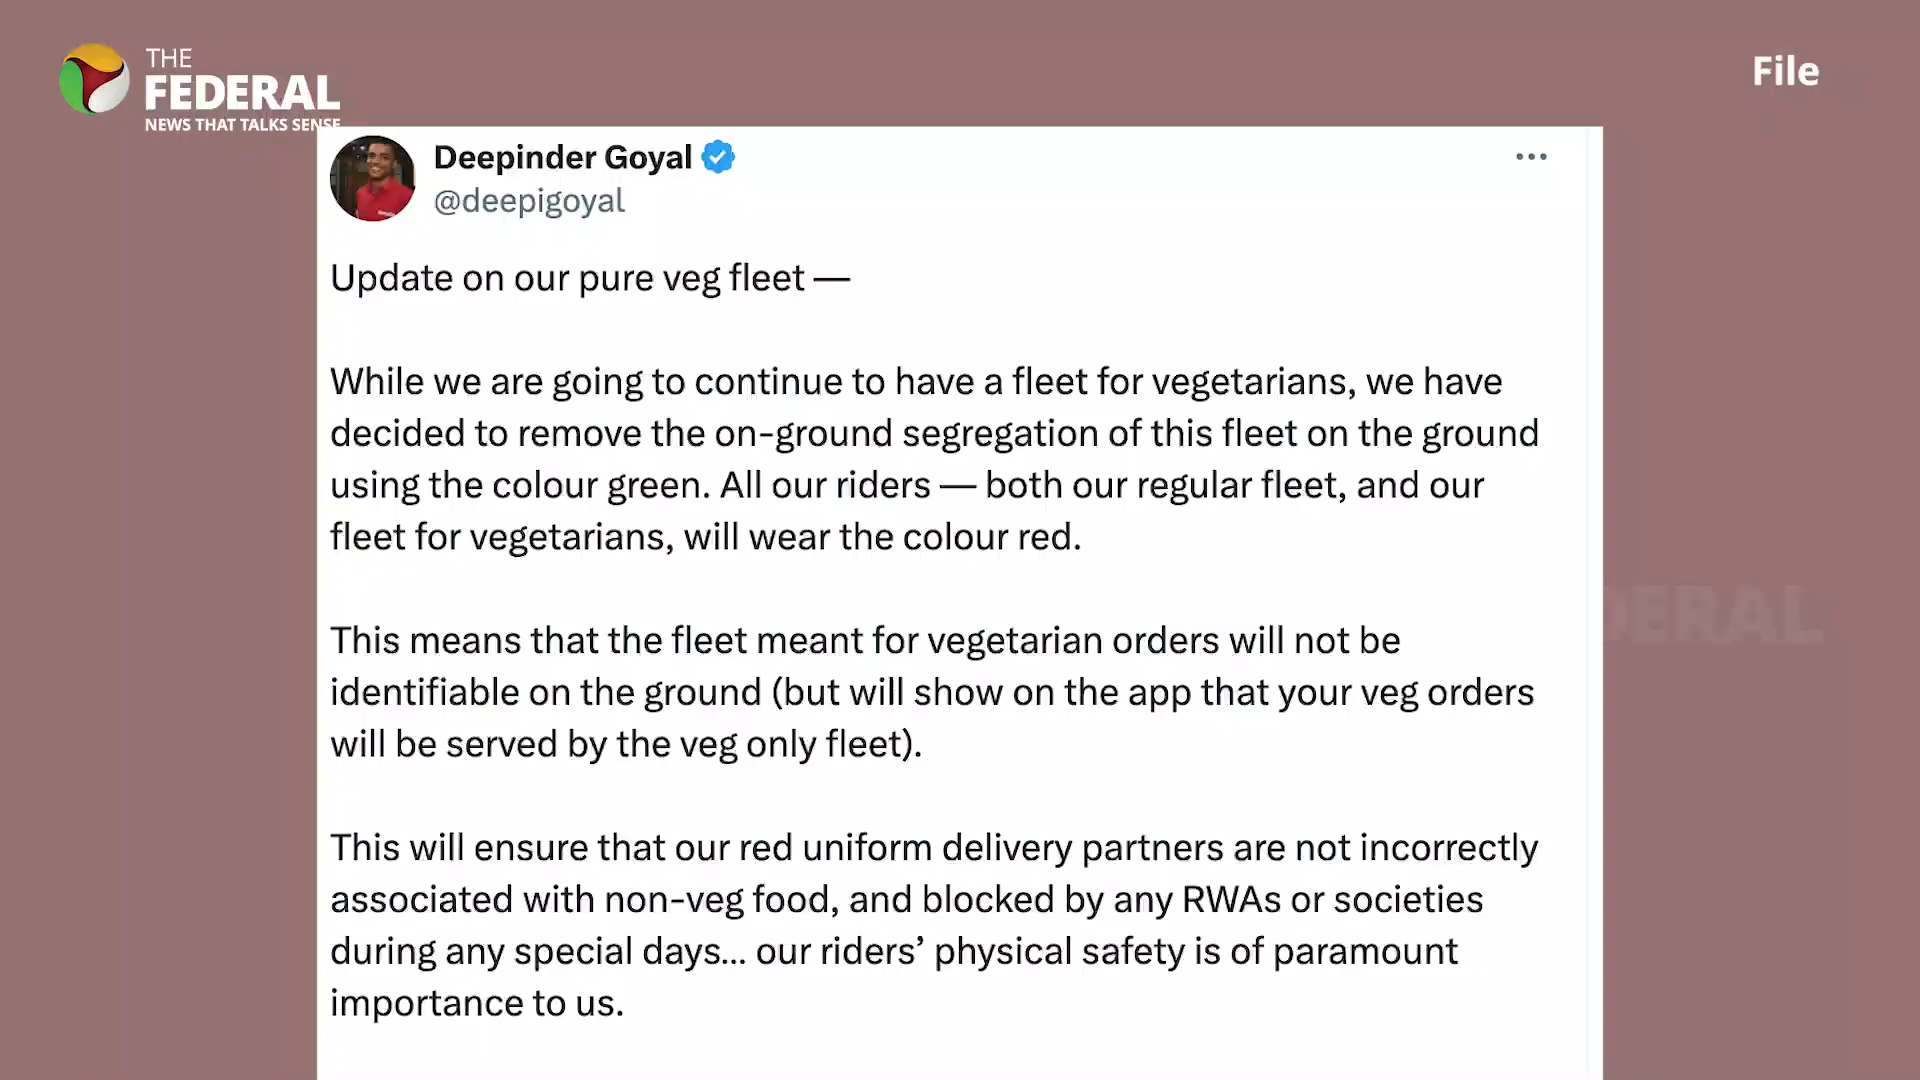 THE
FEDERAL
NEWS THAT TALKS SENSE
File
Deepinder Goyal
@deepigoyal
Update on our pure veg fleet —
While we are going to continue to have a fleet for vegetarians, we have
decided to remove the on-ground segregation of this fleet on the ground
using the colour green. All our riders — both our regular fleet, and our
fleet for vegetarians, will wear the colour red.
This means that the fleet meant for vegetarian orders will not be
identifiable on the ground (but will show on the app that your veg orders
will be served by the veg only fleet).
This will ensure that our red uniform delivery partners are not incorrectly
associated with non-veg food, and blocked by any RWAs or societies
during any special days... our riders’ physical safety is of paramount
importance to us.
DERAL